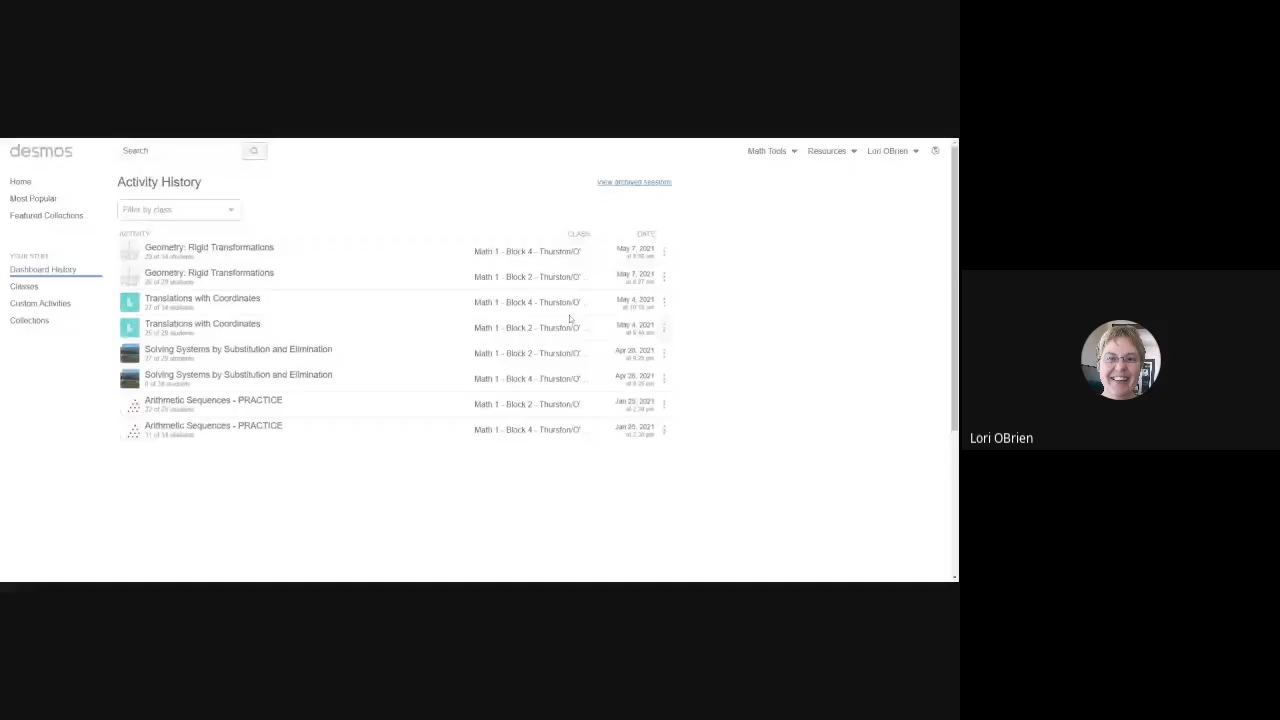 desmos
Search
Math Tools
Resources
Lori OBrien
Home
Most Popular
Featured Collections
YOUR STUFF
Dashboard History
Classes
Custom Activities
Collections
Activity History
View archived sessions
Filter by class
ACTIVITY CLASS DATE
Geometry: Rigid Transformations Math 1 - Block 4 - Thurston/O' May 7, 2021
Geometry: Rigid Transformations Math 1 - Block 2 - Thurston/O' ... May 7, 2021
Translations with Coordinates Math 1 - Block 4 - Thurston/O' ... May 4, 2021
Translations with Coordinates Math 1 - Block 2 - Thurston/O' ... May 4, 2021
Solving Systems by Substitution and Elimination Math 1 - Block 2 - Thurston/O' ... Apr 28, 2021
Solving Systems by Substitution and Elimination Math 1 - Block 4 - Thurston/O' ... Apr 28, 2021
Arithmetic Sequences - PRACTICE Math 1 - Block 2 - Thurston/O'
Arithmetic Sequences - PRACTICE Math 1 - Block 4 - Thurston/O' ...
Lori OBrien